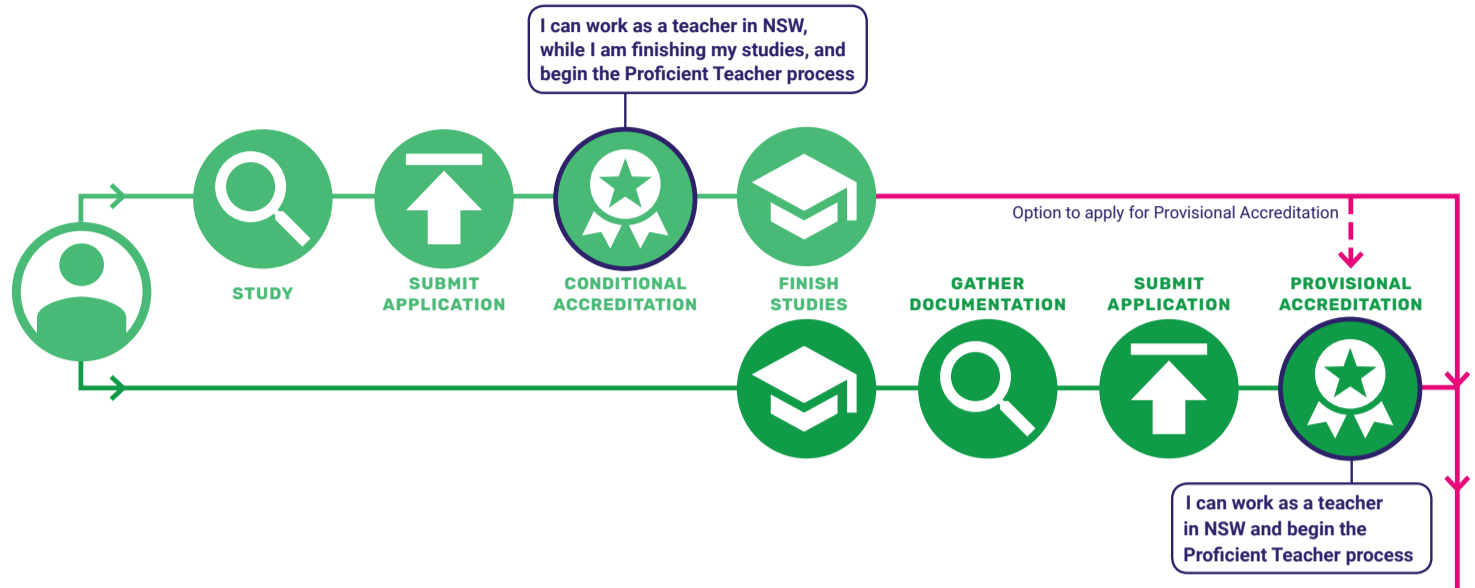 I can work as a teacher in NSW,
while I am finishing my studies, and
begin the Proficient Teacher process
Option to apply for Provisional Accreditation
STUDY
SUBMIT
APPLICATION
CONDITIONAL
ACCREDITATION
FINISH
STUDIES
GATHER
DOCUMENTATION
SUBMIT
APPLICATION
PROVISIONAL
ACCREDITATION
I can work as a teacher
in NSW and begin the
Proficient Teacher process